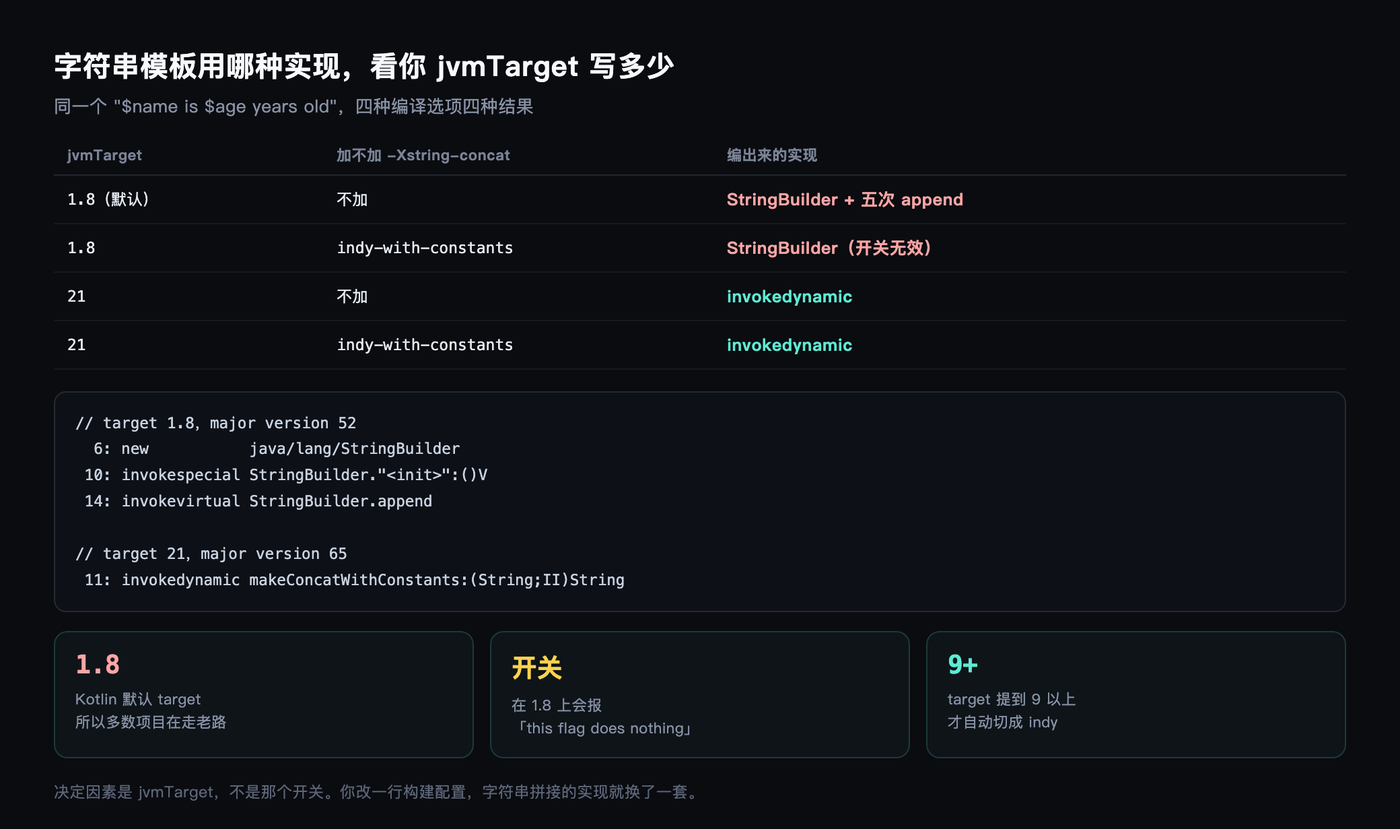 字符串模板用哪种实现，看你 jvmTarget 写多少
同一个 "$name is $age years old"，四种编译选项四种结果
jvmTarget 加不加 -Xstring-concat 编出来的实现
1.8（默认） 不加 StringBuilder + 五次 append
1.8 indy-with-constants StringBuilder（开关无效）
21 不加 invokedynamic
21 indy-with-constants invokedynamic
// target 1.8, major version 52
6: new java/lang/StringBuilder
10: invokespecial StringBuilder."<init>":()V
14: invokevirtual StringBuilder.append
// target 21, major version 65
11: invokedynamic makeConcatWithConstants:(String;II)String
1.8
Kotlin 默认 target
所以多数项目在走老路
开关
在 1.8 上会报
「this flag does nothing」
9+
target 提到 9 以上
才自动切成 indy
决定因素是 jvmTarget，不是那个开关。你改一行构建配置，字符串拼接的实现就换了一套。